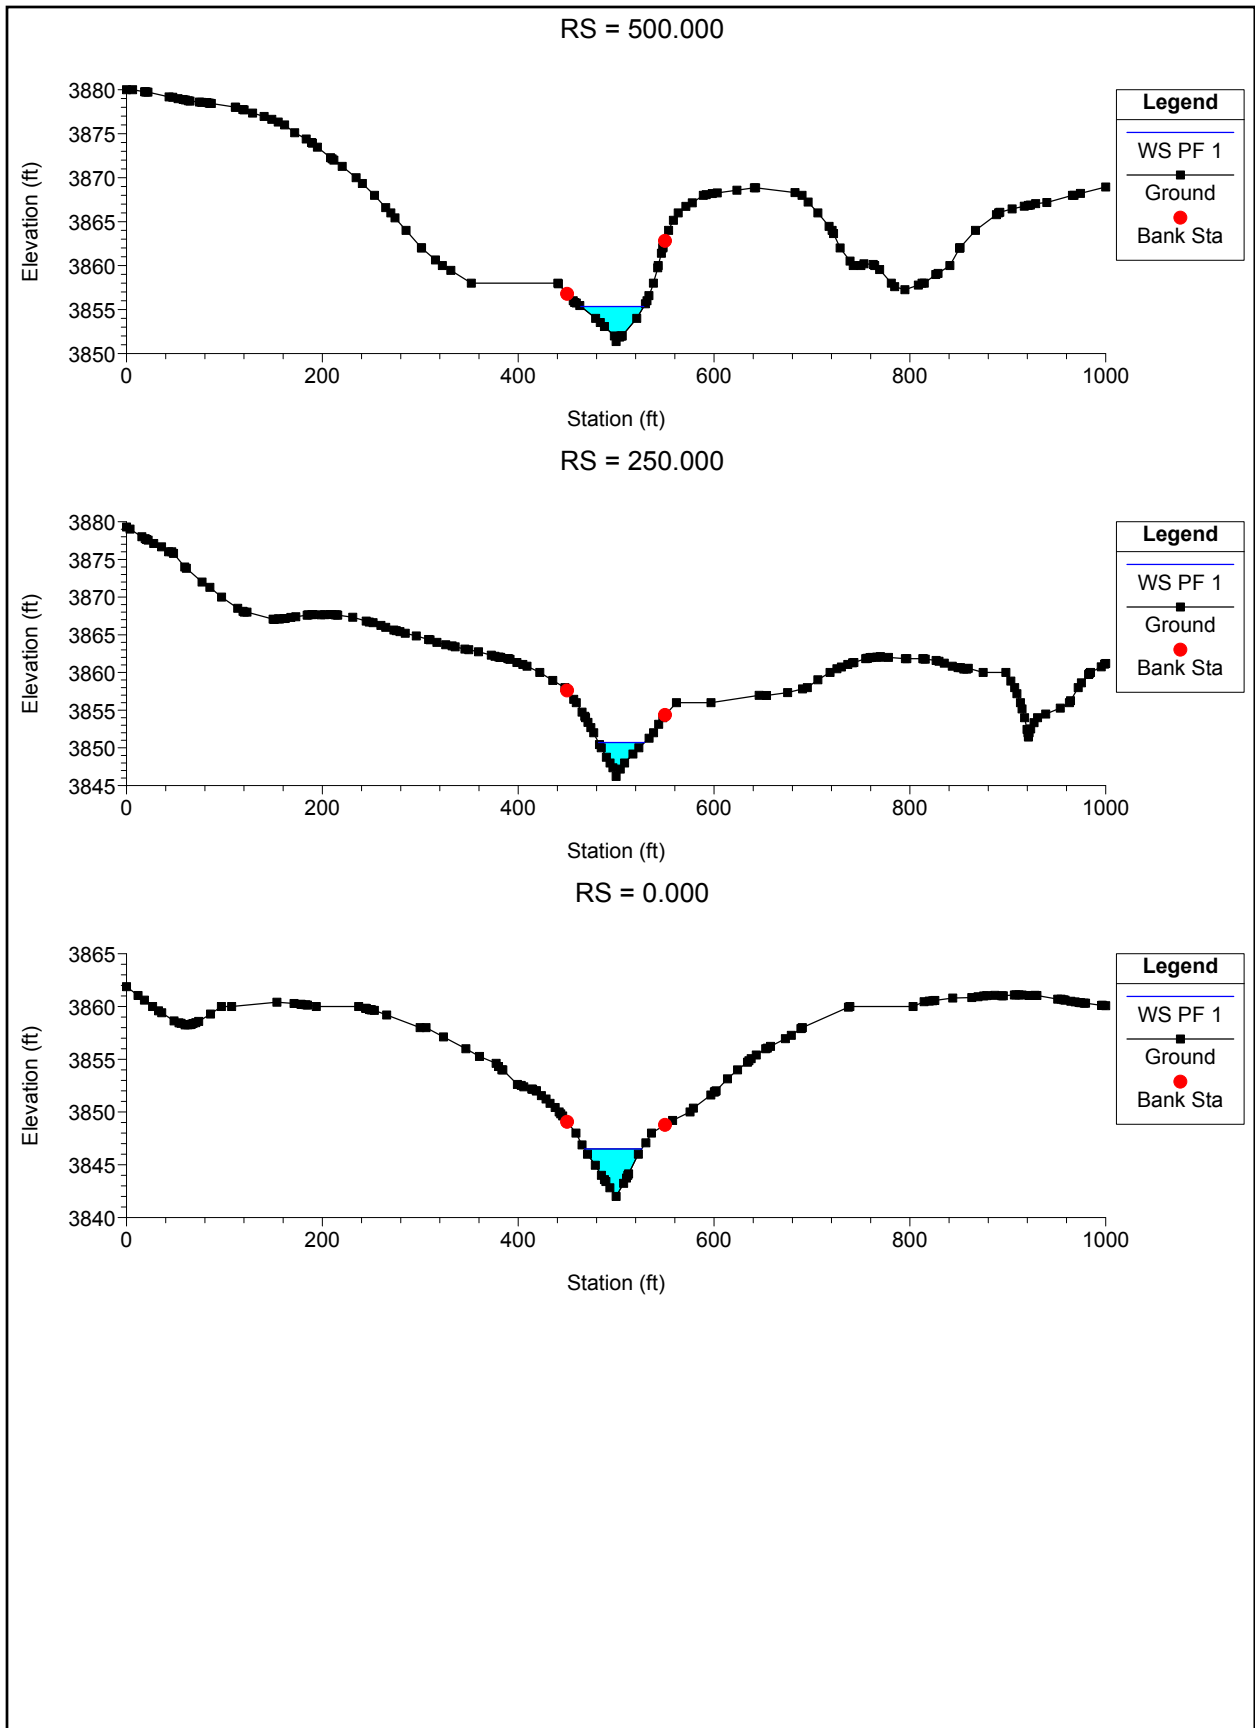 RS = 500.000
Elevation (ft)
3880
3875
3870
3865
3860
3855
3850
0 200 400 600 800 1000
Station (ft)
Legend
WS PF 1
Ground
Bank Sta
RS = 250.000
Elevation (ft)
3880
3875
3870
3865
3860
3855
3850
3845
0 200 400 600 800 1000
Station (ft)
Legend
WS PF 1
Ground
Bank Sta
RS = 0.000
Elevation (ft)
3865
3860
3855
3850
3845
3840
0 200 400 600 800 1000
Station (ft)
Legend
WS PF 1
Ground
Bank Sta